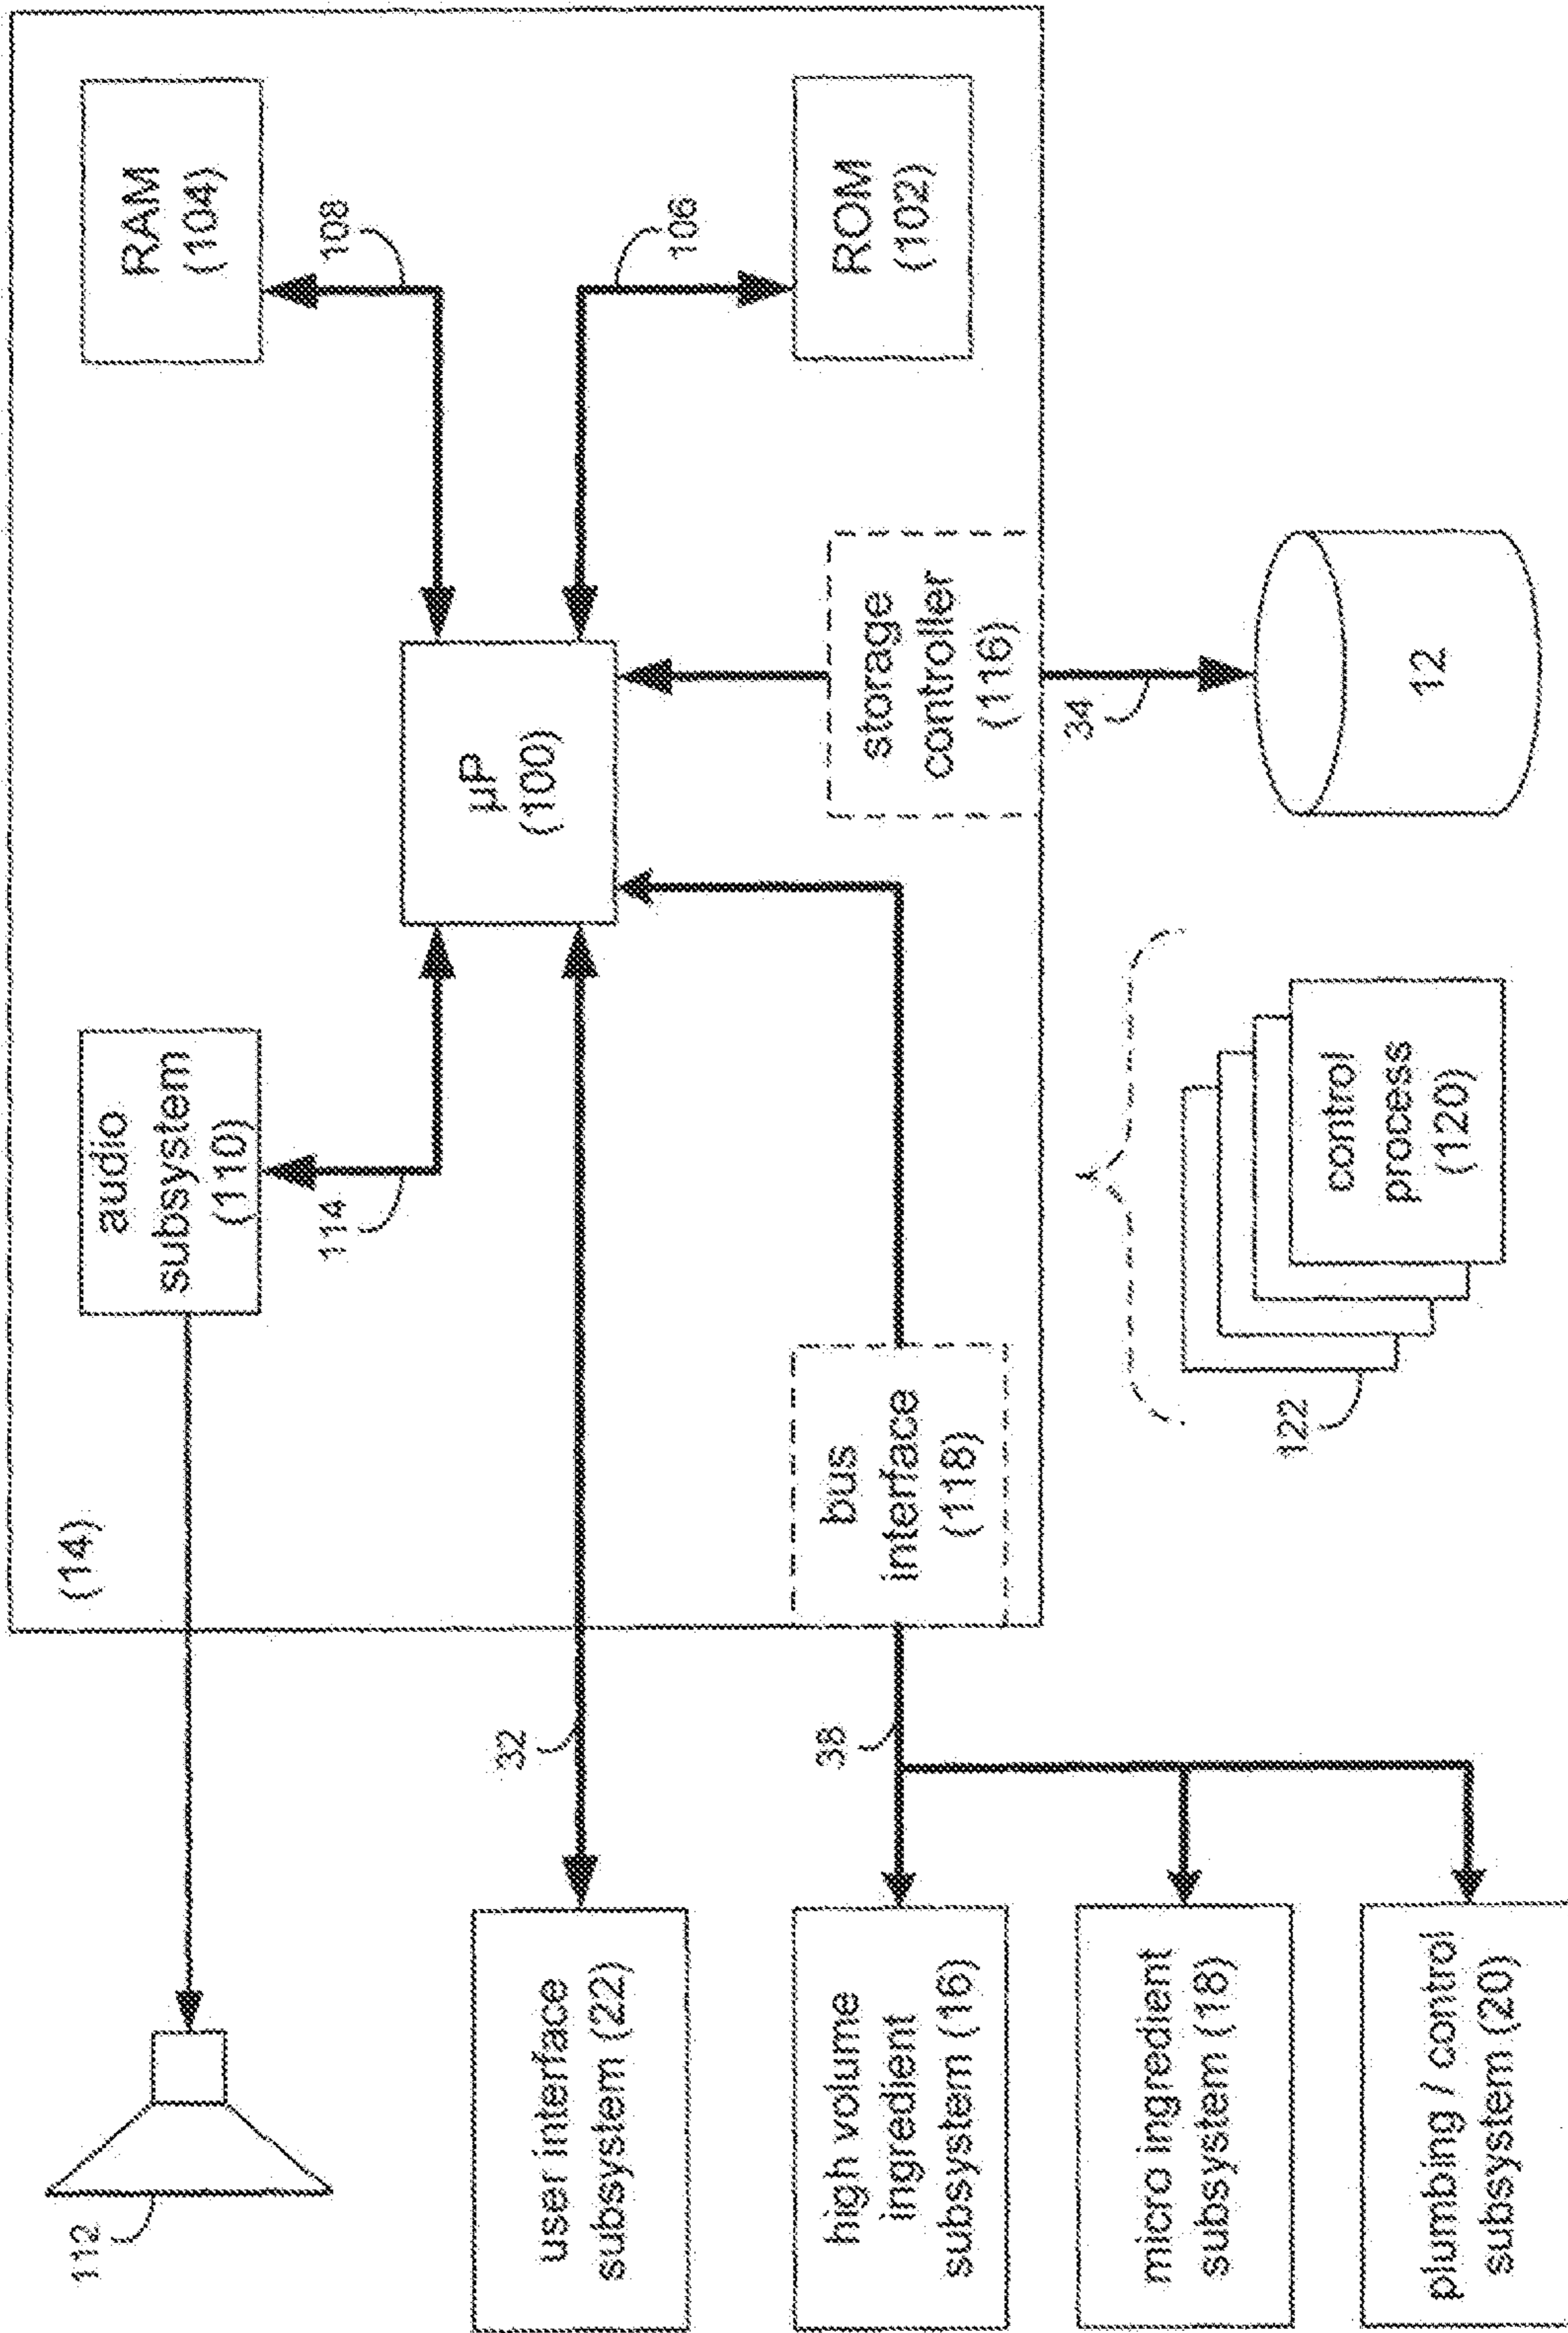 (14)
RAM
(104)
108
106
ROM
(102)
µP
(100)
audio
subsystem
(110)
114
storage
controller
(116)
bus
interface
(118)
112
32
38
34
12
user interface
subsystem (22)
high volume
ingredient
subsystem (16)
micro ingredient
subsystem (18)
plumbing / control
subsystem (20)
control
process
(120)
122